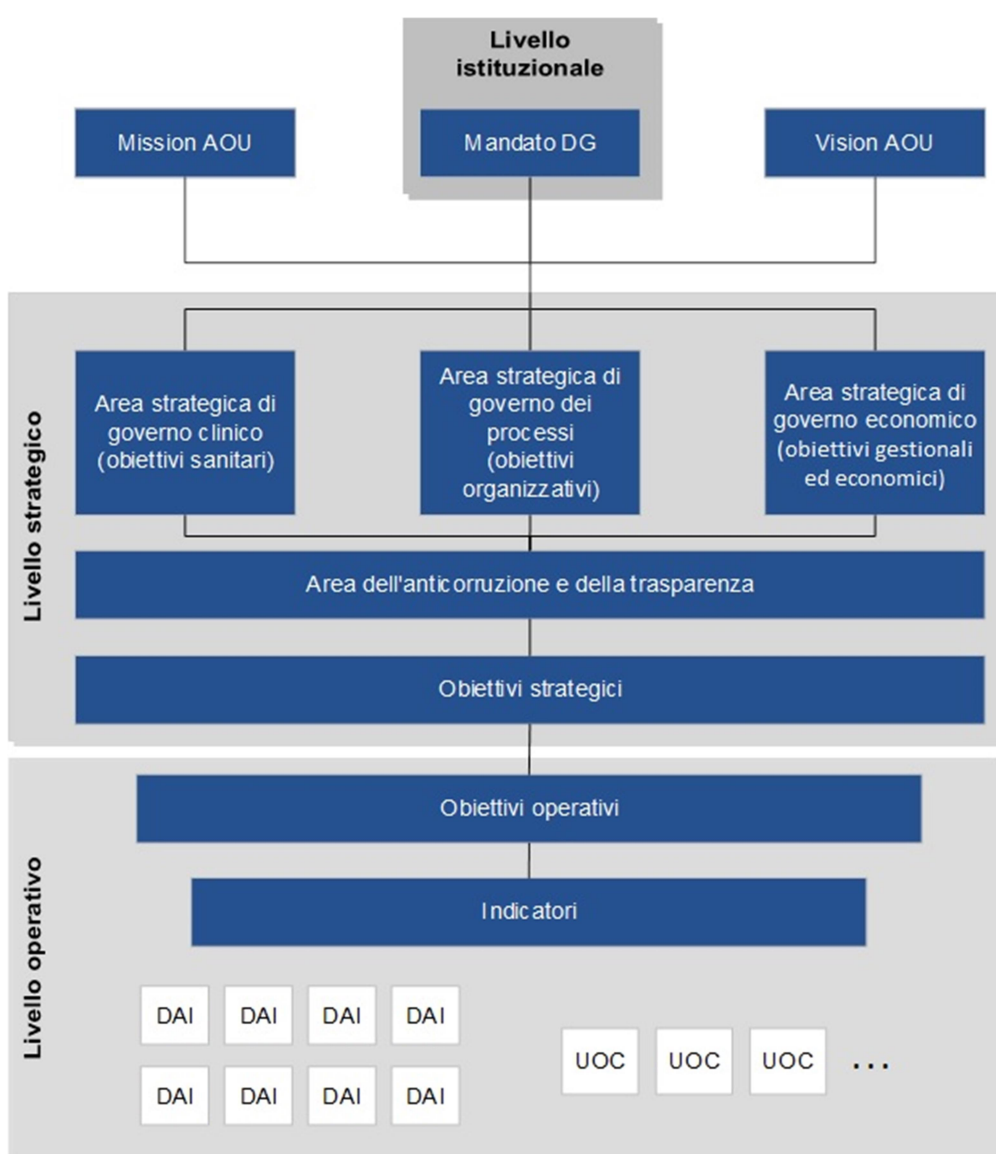 Livello
istituzionale
Mission AOU
Mandato DG
Vision AOU
Livello strategico
Area strategica di
governo clinico
(obiettivi sanitari)
Area strategica di
governo dei
processi
(obiettivi
organizzativi)
Area strategica di
governo economico
(obiettivi gestionali
ed economici)
Area dell'anticorruzione e della trasparenza
Obiettivi strategici
Livello operativo
Obiettivi operativi
Indicatori
DAI DAI DAI DAI
DAI DAI DAI DAI
UOC UOC UOC ...